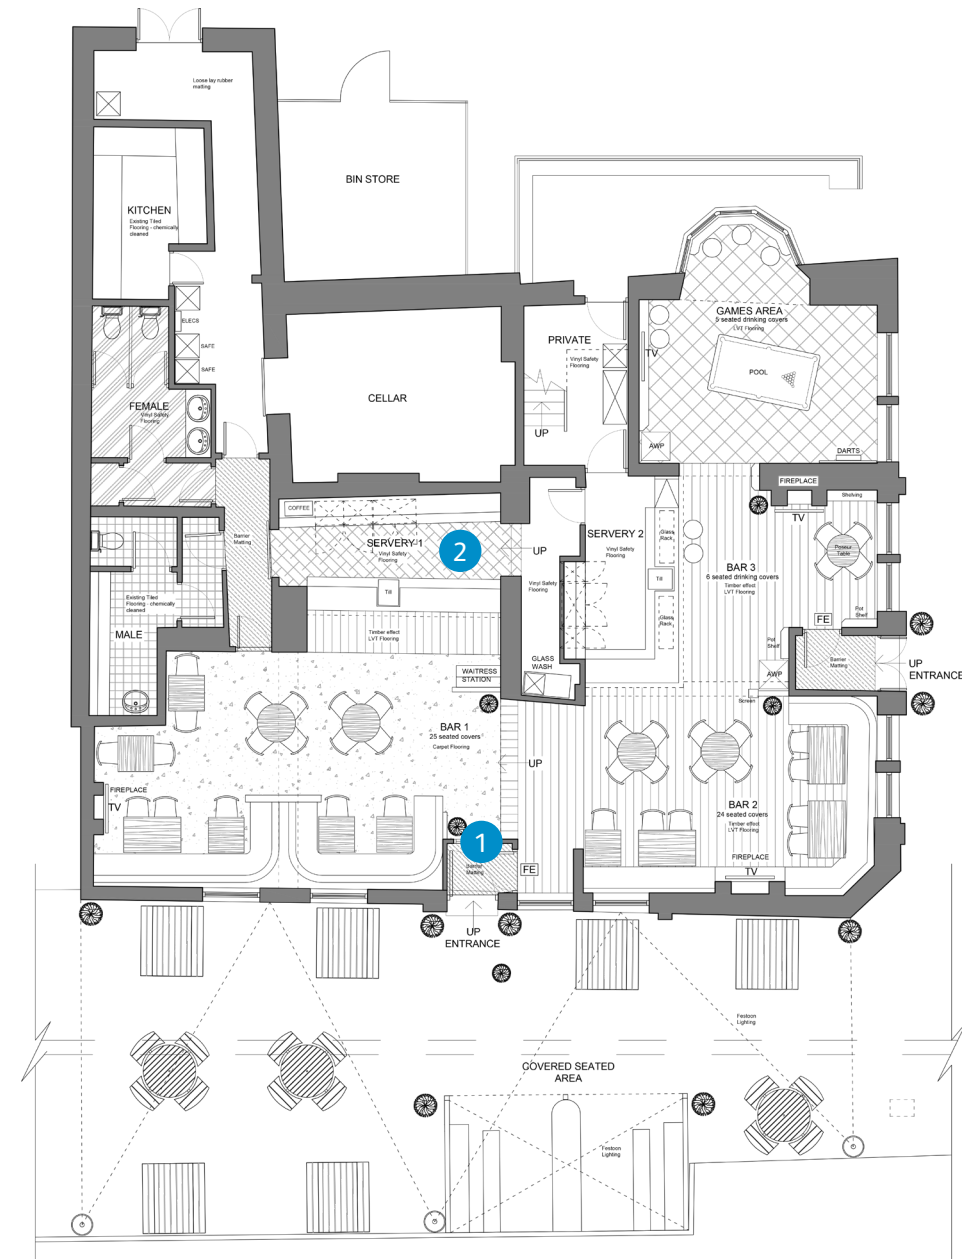 Loose lay rubber
matting
BIN STORE
KITCHEN
Existing Tiled
Flooring - chemically
cleaned
ELECS
SAFE
SAFE
FEMALE
Vinyl Safety
Flooring
CELLAR
PRIVATE
Vinyl Safety
Flooring
UP
GAMES AREA
5 seated drinking covers
LVT Flooring
TV
POOL
AWP
DARTS
FIREPLACE
Shelving
TV
COFFEE
SERVERY 1
Vinyl Safety
Flooring
2
UP
Till
Timber effect
LVT Flooring
Barrier
Matting
Existing Tiled
Flooring - chemically
cleaned
MALE
Vinyl Safety
Flooring
GLASS
WASH
SERVERY 2
Vinyl Safety
Flooring
Glass
Rack
Till
Glass
Rack
BAR 3
6 seated drinking covers
Timber effect
LVT Flooring
Poseur
Table
FE
Pot
Shelf
Pot
Shelf
Barrier
Matting
AWP
Screen
UP
ENTRANCE
WAITRESS
STATION
BAR 1
25 seated covers
Carpet Flooring
UP
FIREPLACE
TV
1
Barrier
Matting
FE
BAR 2
24 seated covers
Timber effect
LVT Flooring
FIREPLACE
TV
UP
ENTRANCE
Festoon
Lighting
COVERED SEATED
AREA
Festoon
Lighting